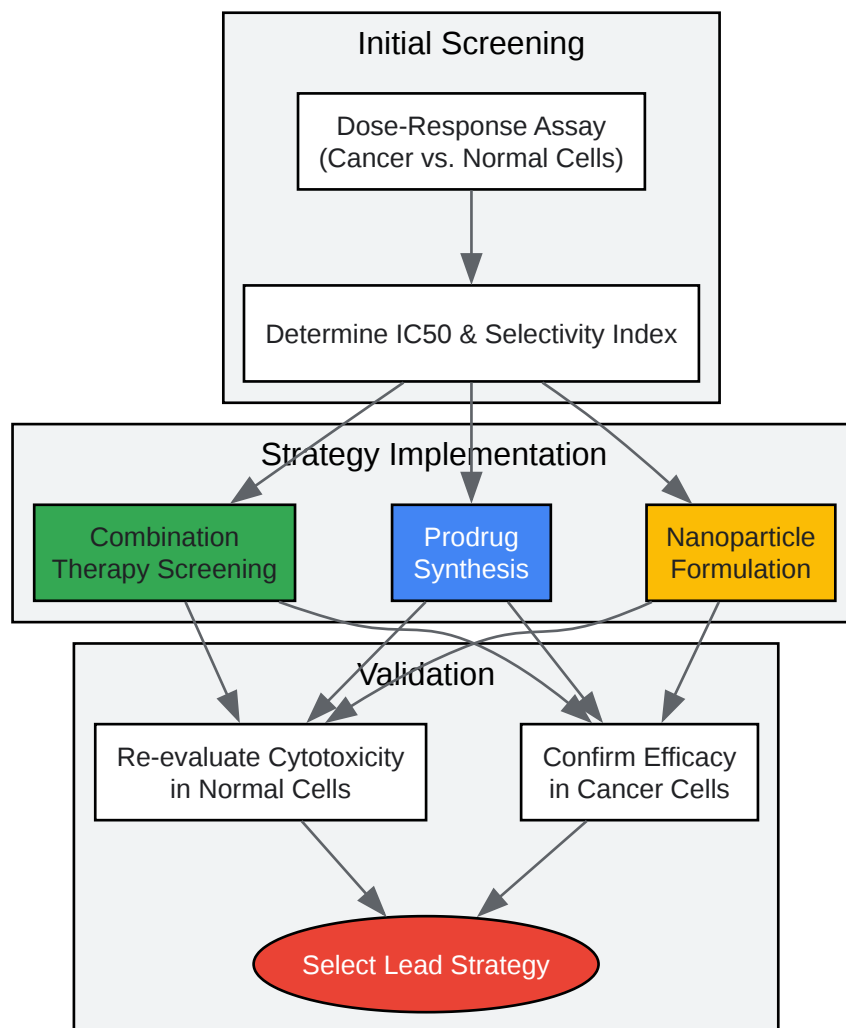 Initial Screening
Dose-Response Assay
(Cancer vs. Normal Cells)
Determine IC50 & Selectivity Index
Strategy Implementation
Combination
Therapy Screening
Prodrug
Synthesis
Nanoparticle
Formulation
Validation
Re-evaluate Cytotoxicity
in Normal Cells
Confirm Efficacy
in Cancer Cells
Select Lead Strategy